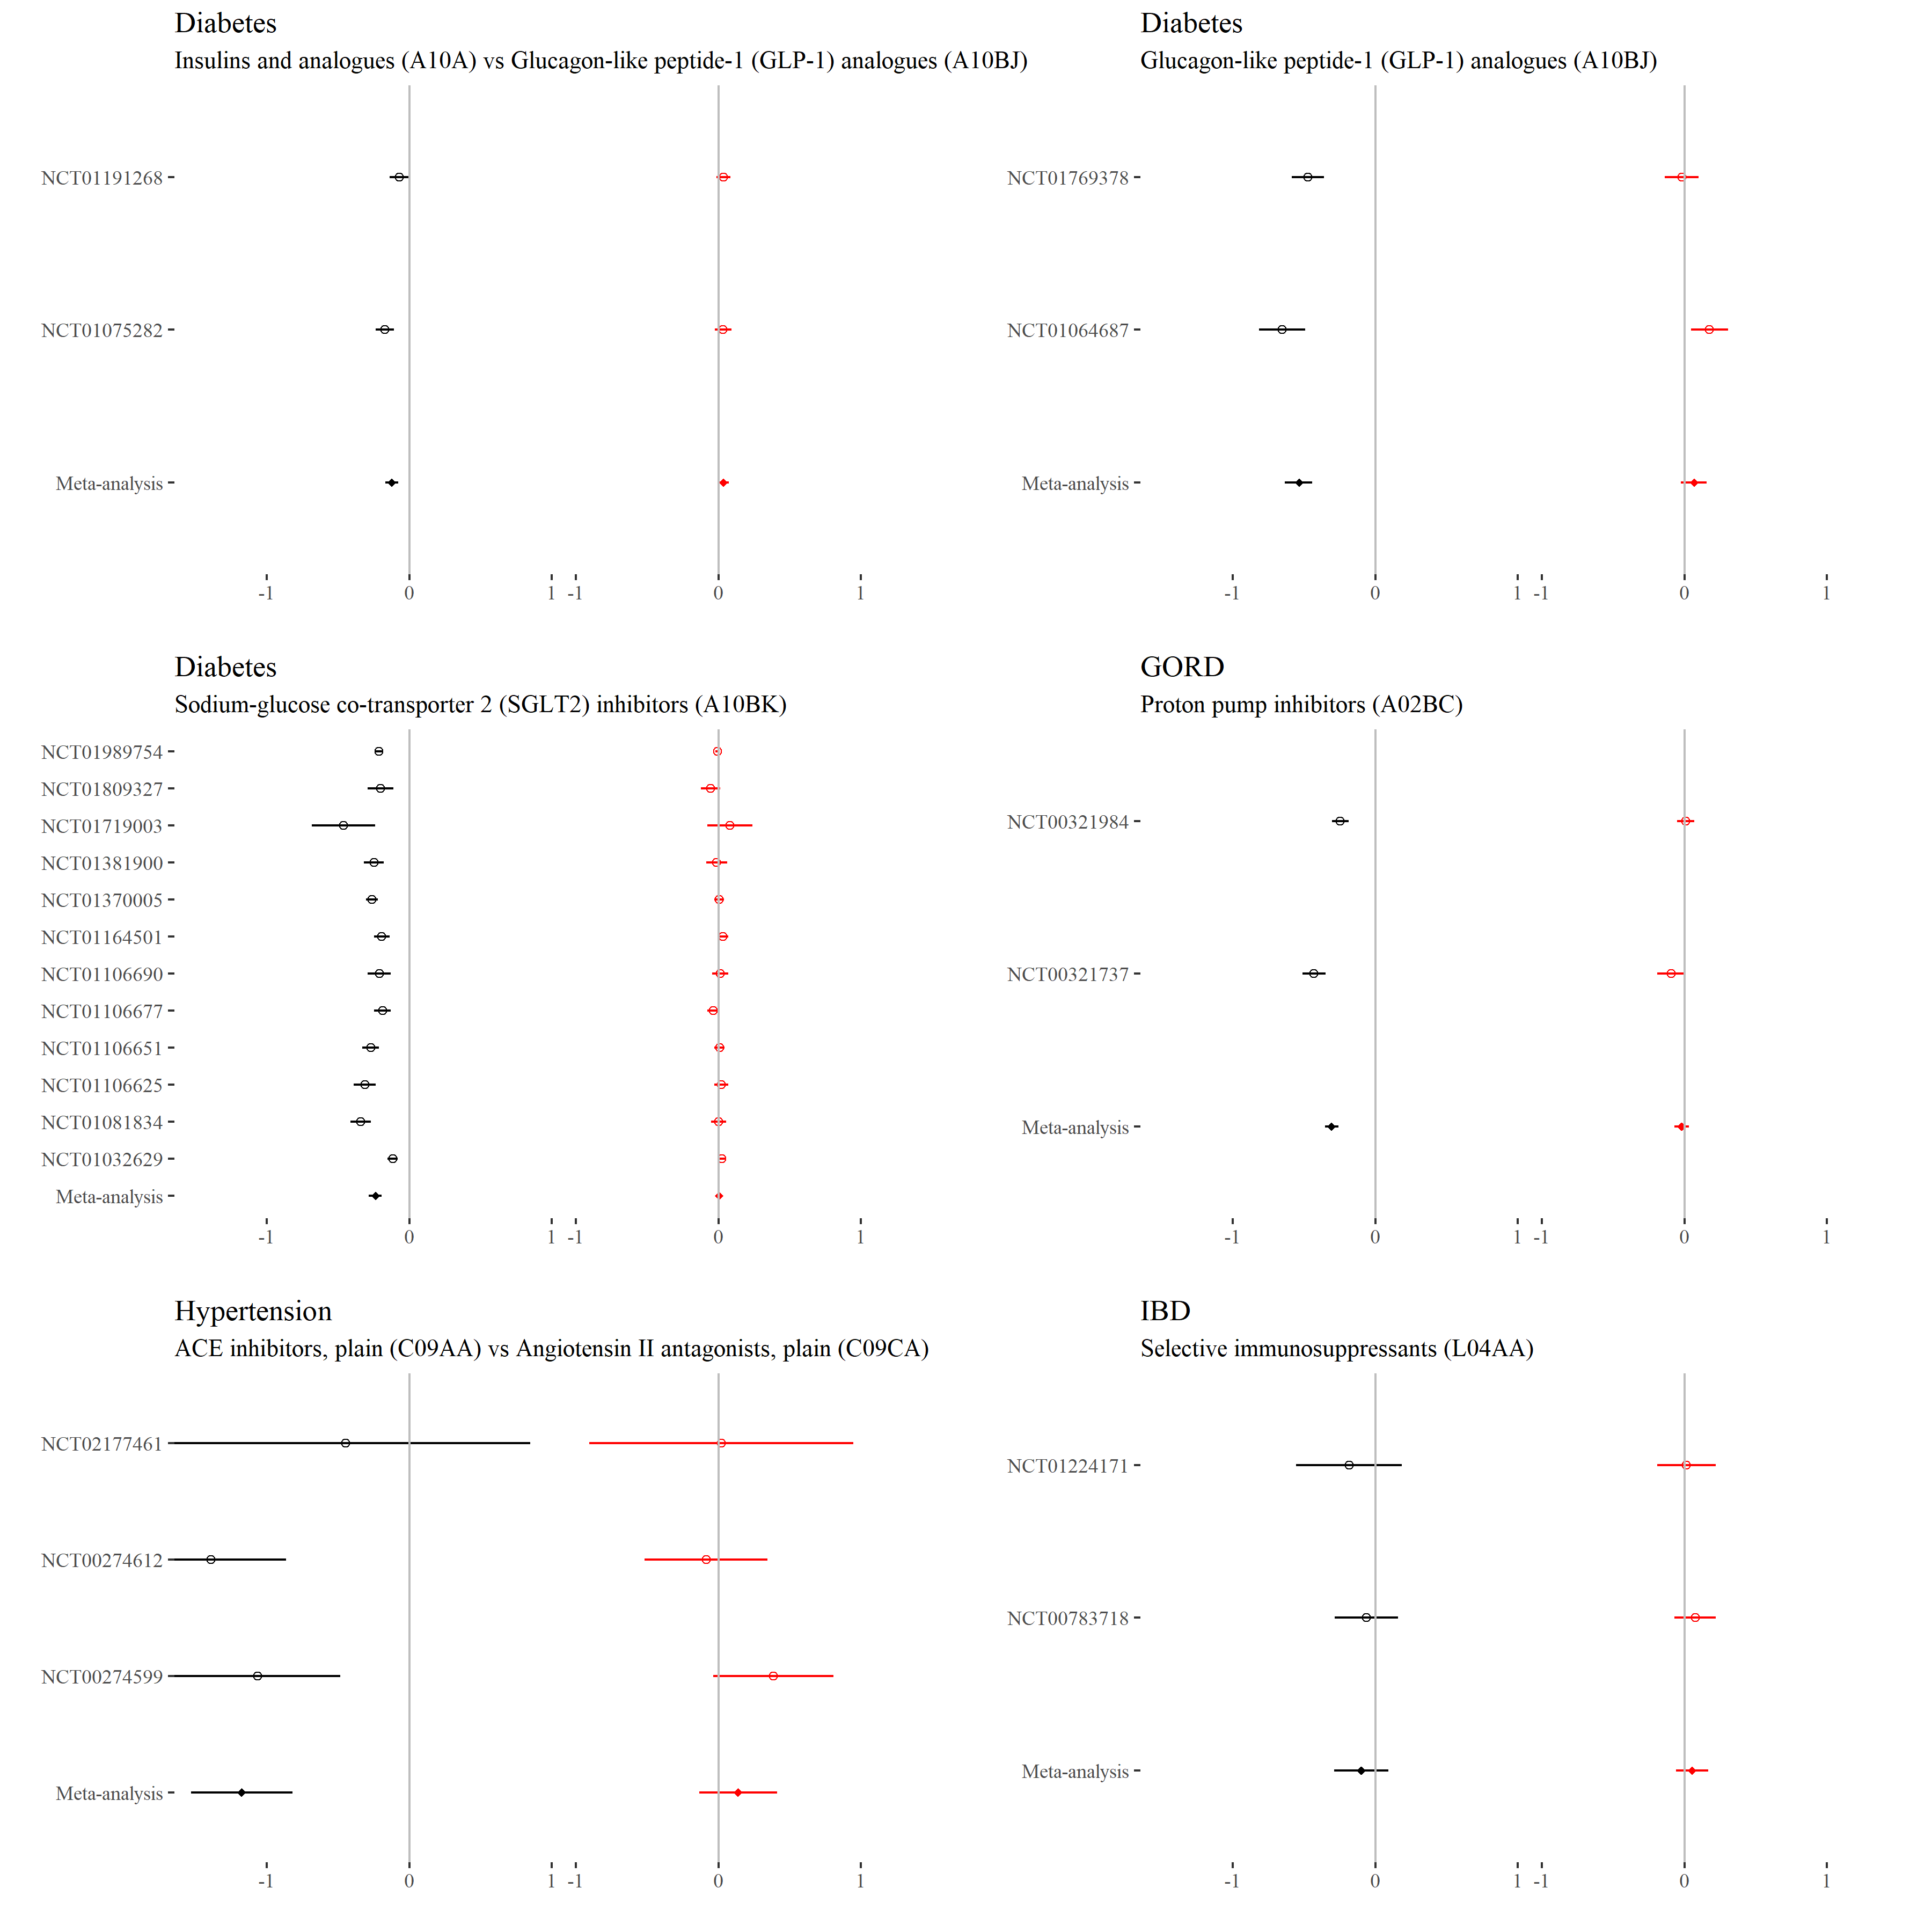 Diabetes
Insulins and analogues (A10A) vs Glucagon-like peptide-1 (GLP-1) analogues (A10BJ)
NCT01191268
NCT01075282
Meta-analysis
-1 0 1 -1 0 1
Diabetes
Glucagon-like peptide-1 (GLP-1) analogues (A10BJ)
NCT01769378
NCT01064687
Meta-analysis
-1 0 1 -1 0 1
Diabetes
Sodium-glucose co-transporter 2 (SGLT2) inhibitors (A10BK)
NCT01989754
NCT01809327
NCT01719003
NCT01381900
NCT01370005
NCT01164501
NCT01106690
NCT01106677
NCT01106651
NCT01106625
NCT01081834
NCT01032629
Meta-analysis
-1 0 1 -1 0 1
GORD
Proton pump inhibitors (A02BC)
NCT00321984
NCT00321737
Meta-analysis
-1 0 1 -1 0 1
Hypertension
ACE inhibitors, plain (C09AA) vs Angiotensin II antagonists, plain (C09CA)
NCT02177461
NCT00274612
NCT00274599
Meta-analysis
-1 0 1 -1 0 1
IBD
Selective immunosuppressants (L04AA)
NCT01224171
NCT00783718
Meta-analysis
-1 0 1 -1 0 1